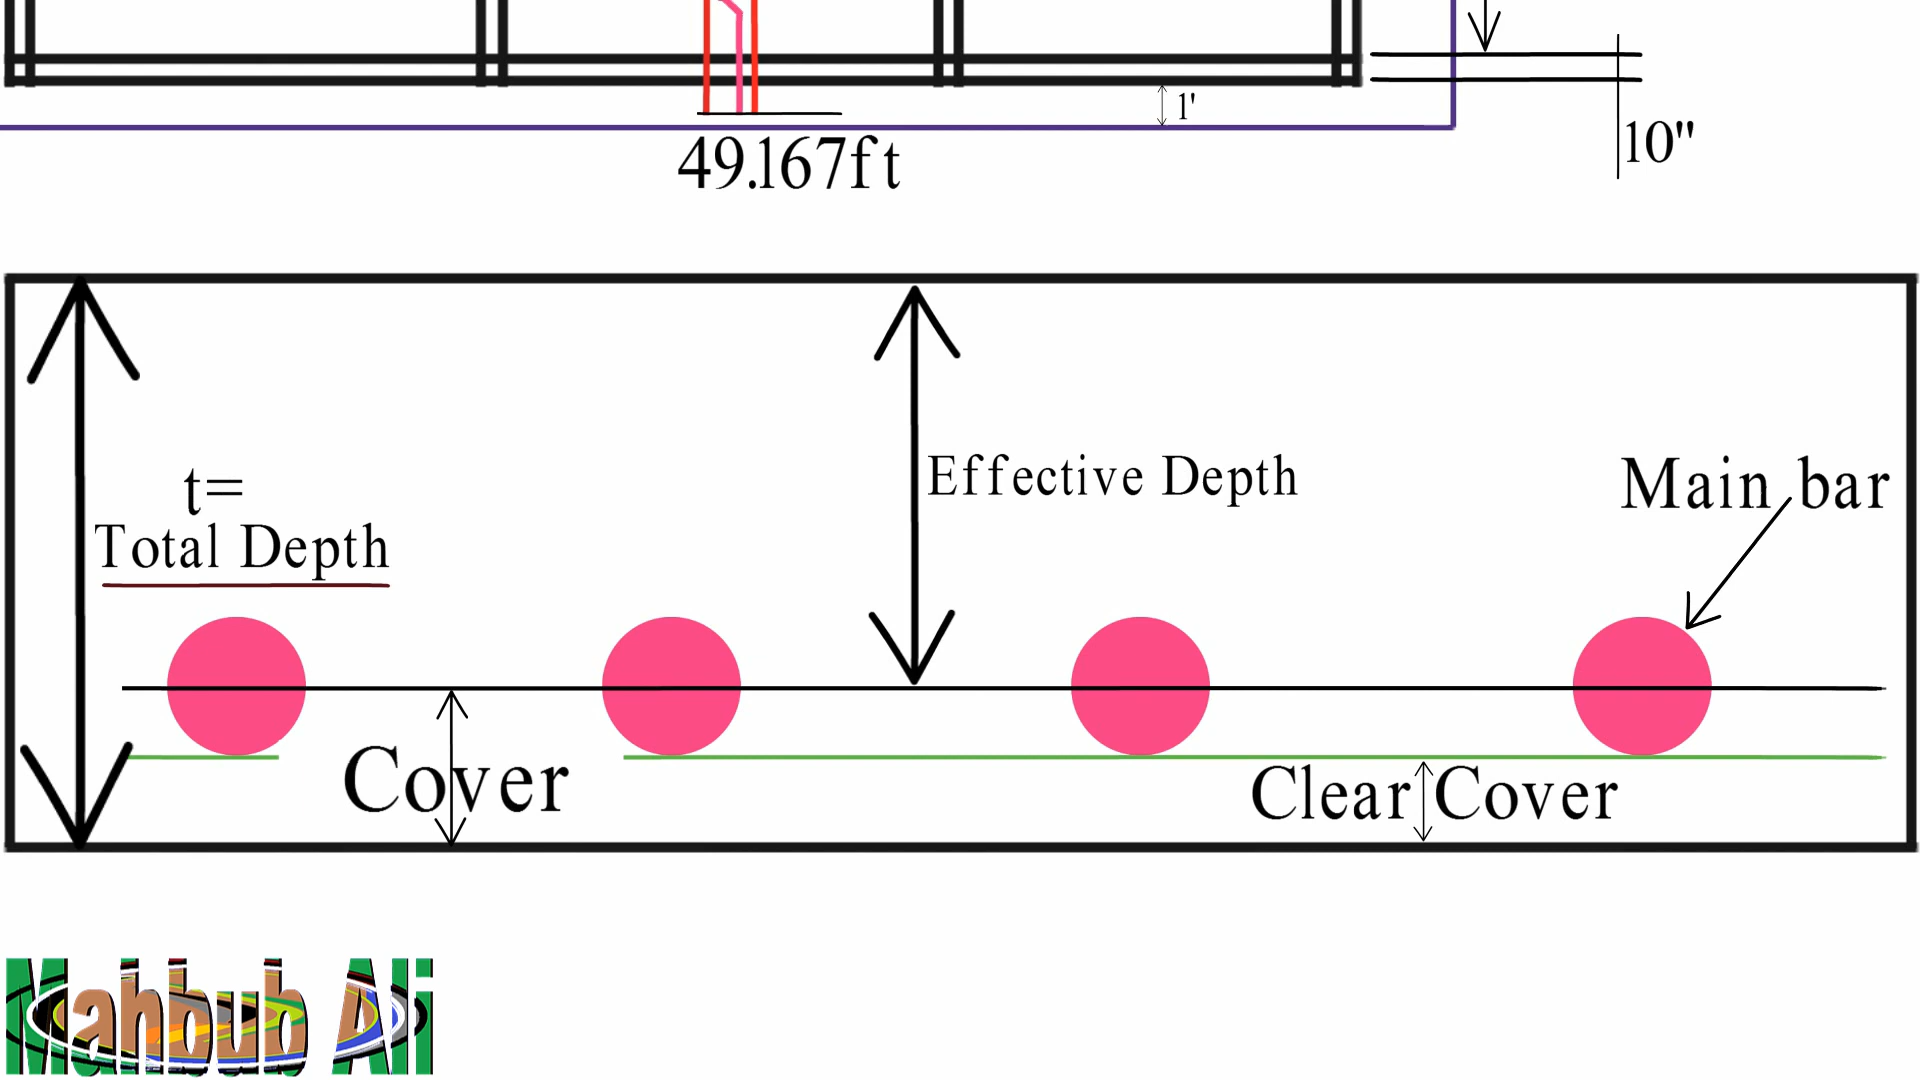 1'
10"
49.167ft
t=
Total Depth
Effective Depth
Main bar
Cover
Clear Cover
Mahbub Ali